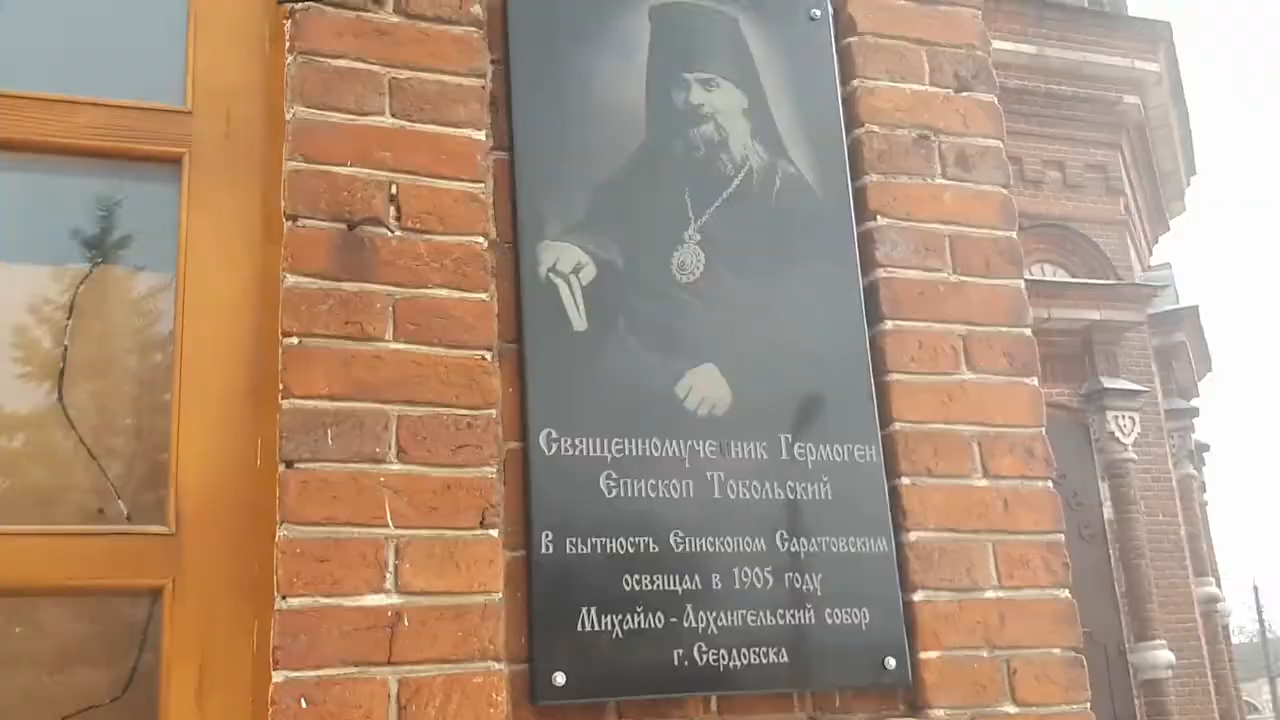 Священномученик Гермоген
Епископ Тобольский
В бытность Епископом Саратовским
освящал в 1905 году
Михайло - Архангельский собор
г. Сердобска